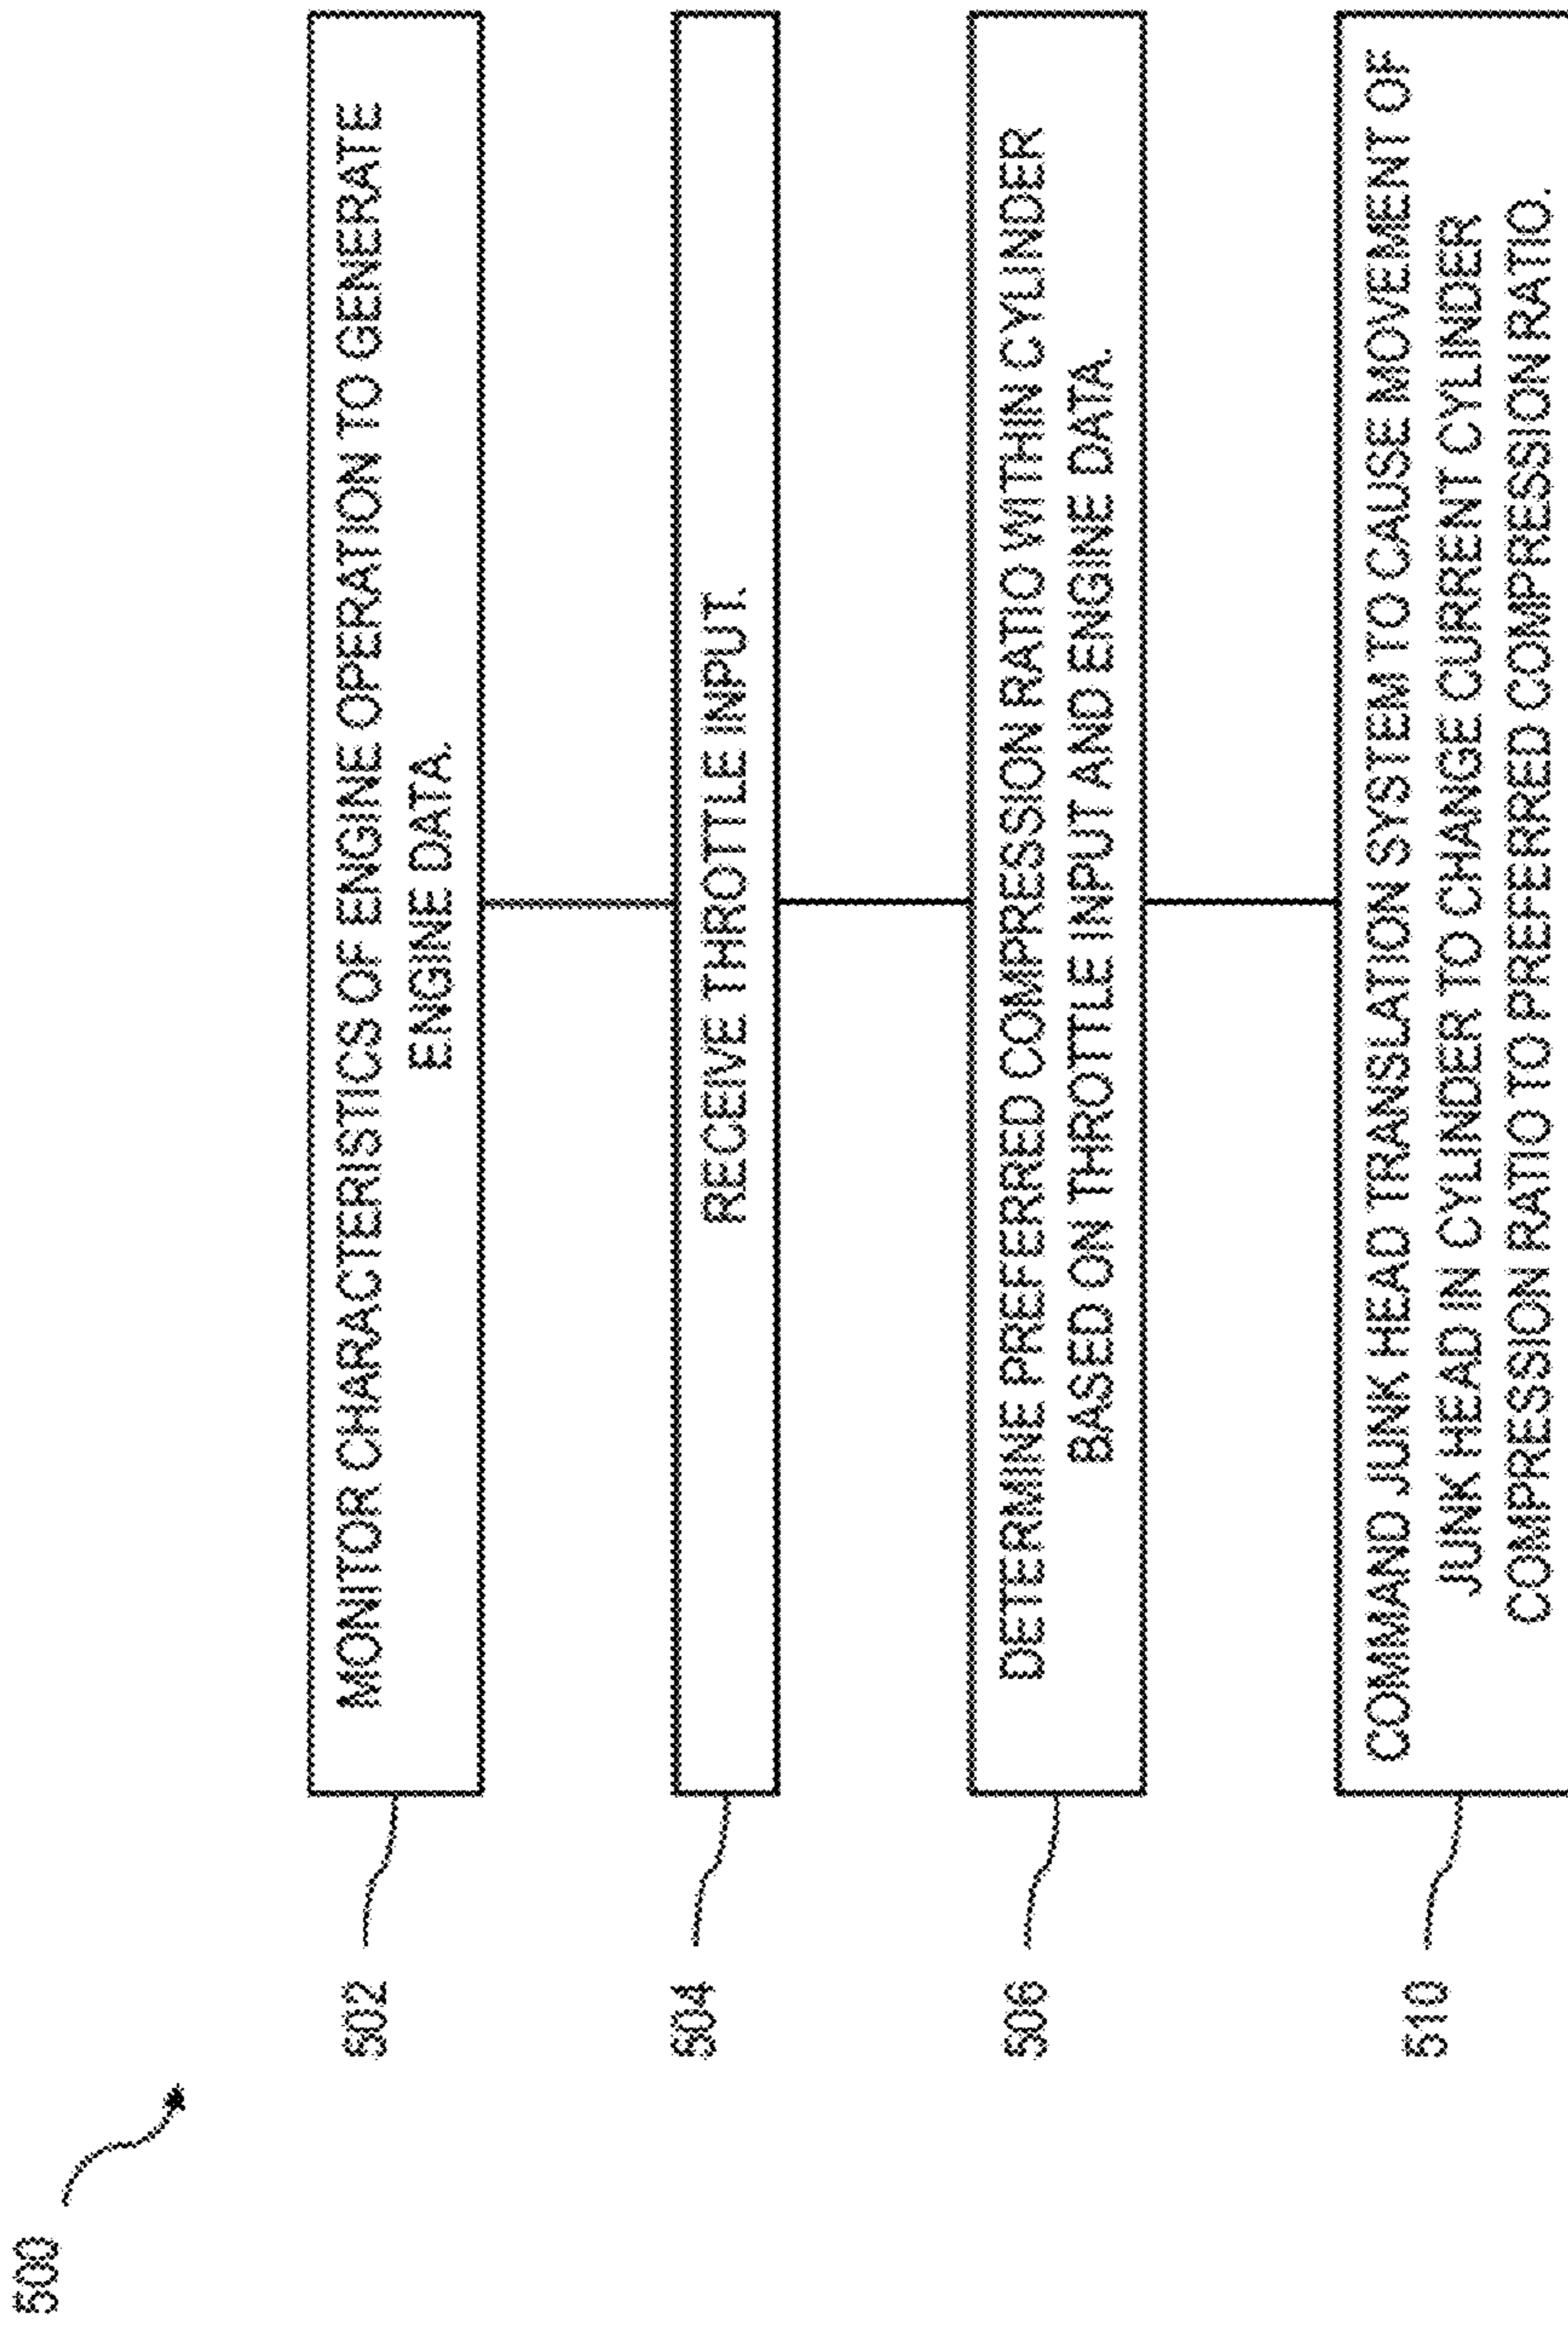 500
502
MONITOR CHARACTERISTICS OF ENGINE OPERATION TO GENERATE
ENGINE DATA.
504
RECEIVE THROTTLE INPUT.
506
DETERMINE PREFERRED COMPRESSION RATIO WITHIN CYLINDER
BASED ON THROTTLE INPUT AND ENGINE DATA.
510
COMMAND JUNK HEAD TRANSLATION SYSTEM TO CAUSE MOVEMENT OF
JUNK HEAD IN CYLINDER TO CHANGE CURRENT CYLINDER
COMPRESSION RATIO TO PREFERRED COMPRESSION RATIO.